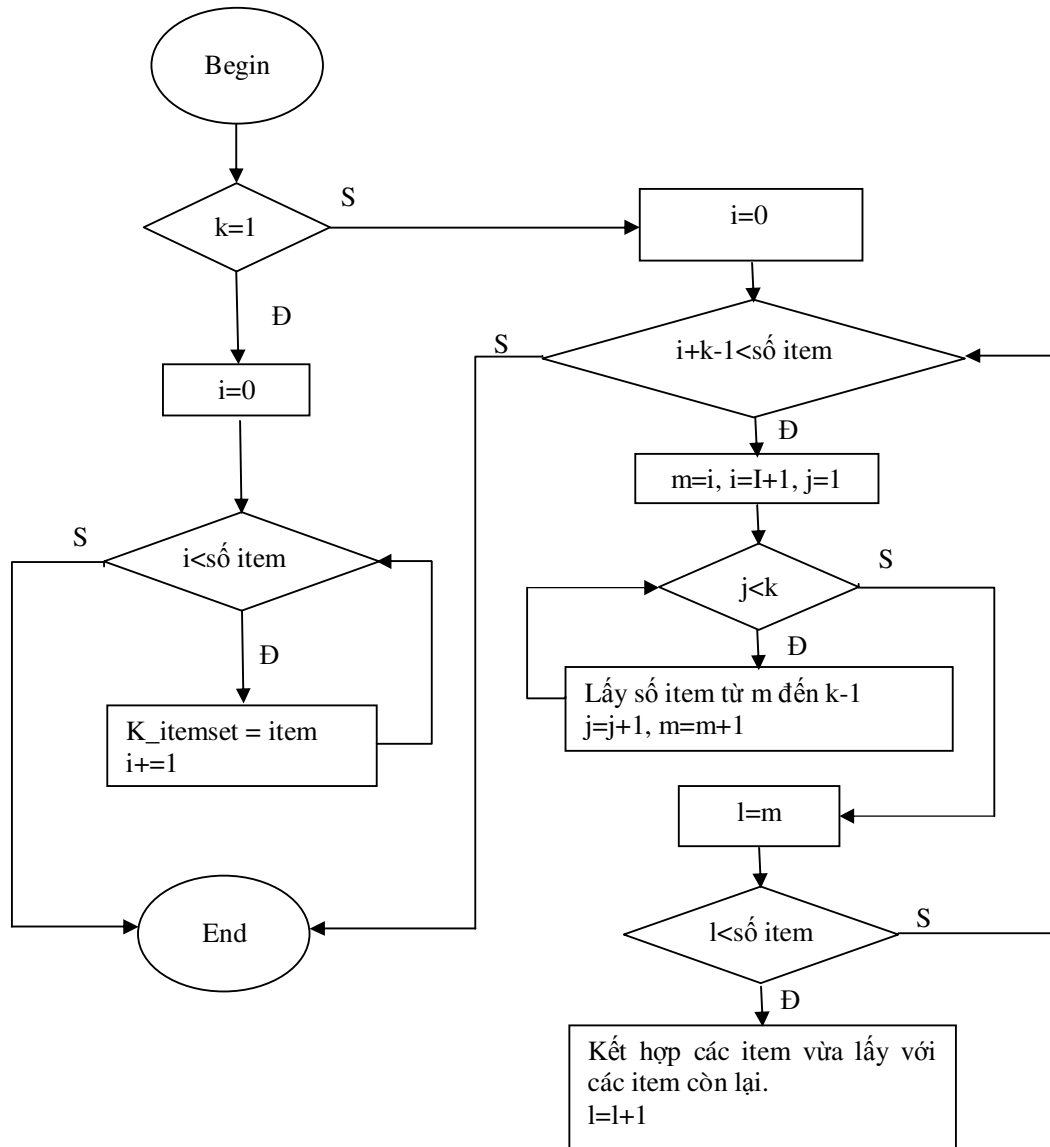 Begin
k=1
S
Đ
i=0
i<số item
S
Đ
K_itemset = item
i+=1
End
i=0
i+k-1<số item
S
Đ
m=i, i=I+1, j=1
j<k
S
Đ
Lấy số item từ m đến k-1
j=j+1, m=m+1
l=m
l<số item
S
Đ
Kết hợp các item vừa lấy với
các item còn lại.
l=l+1